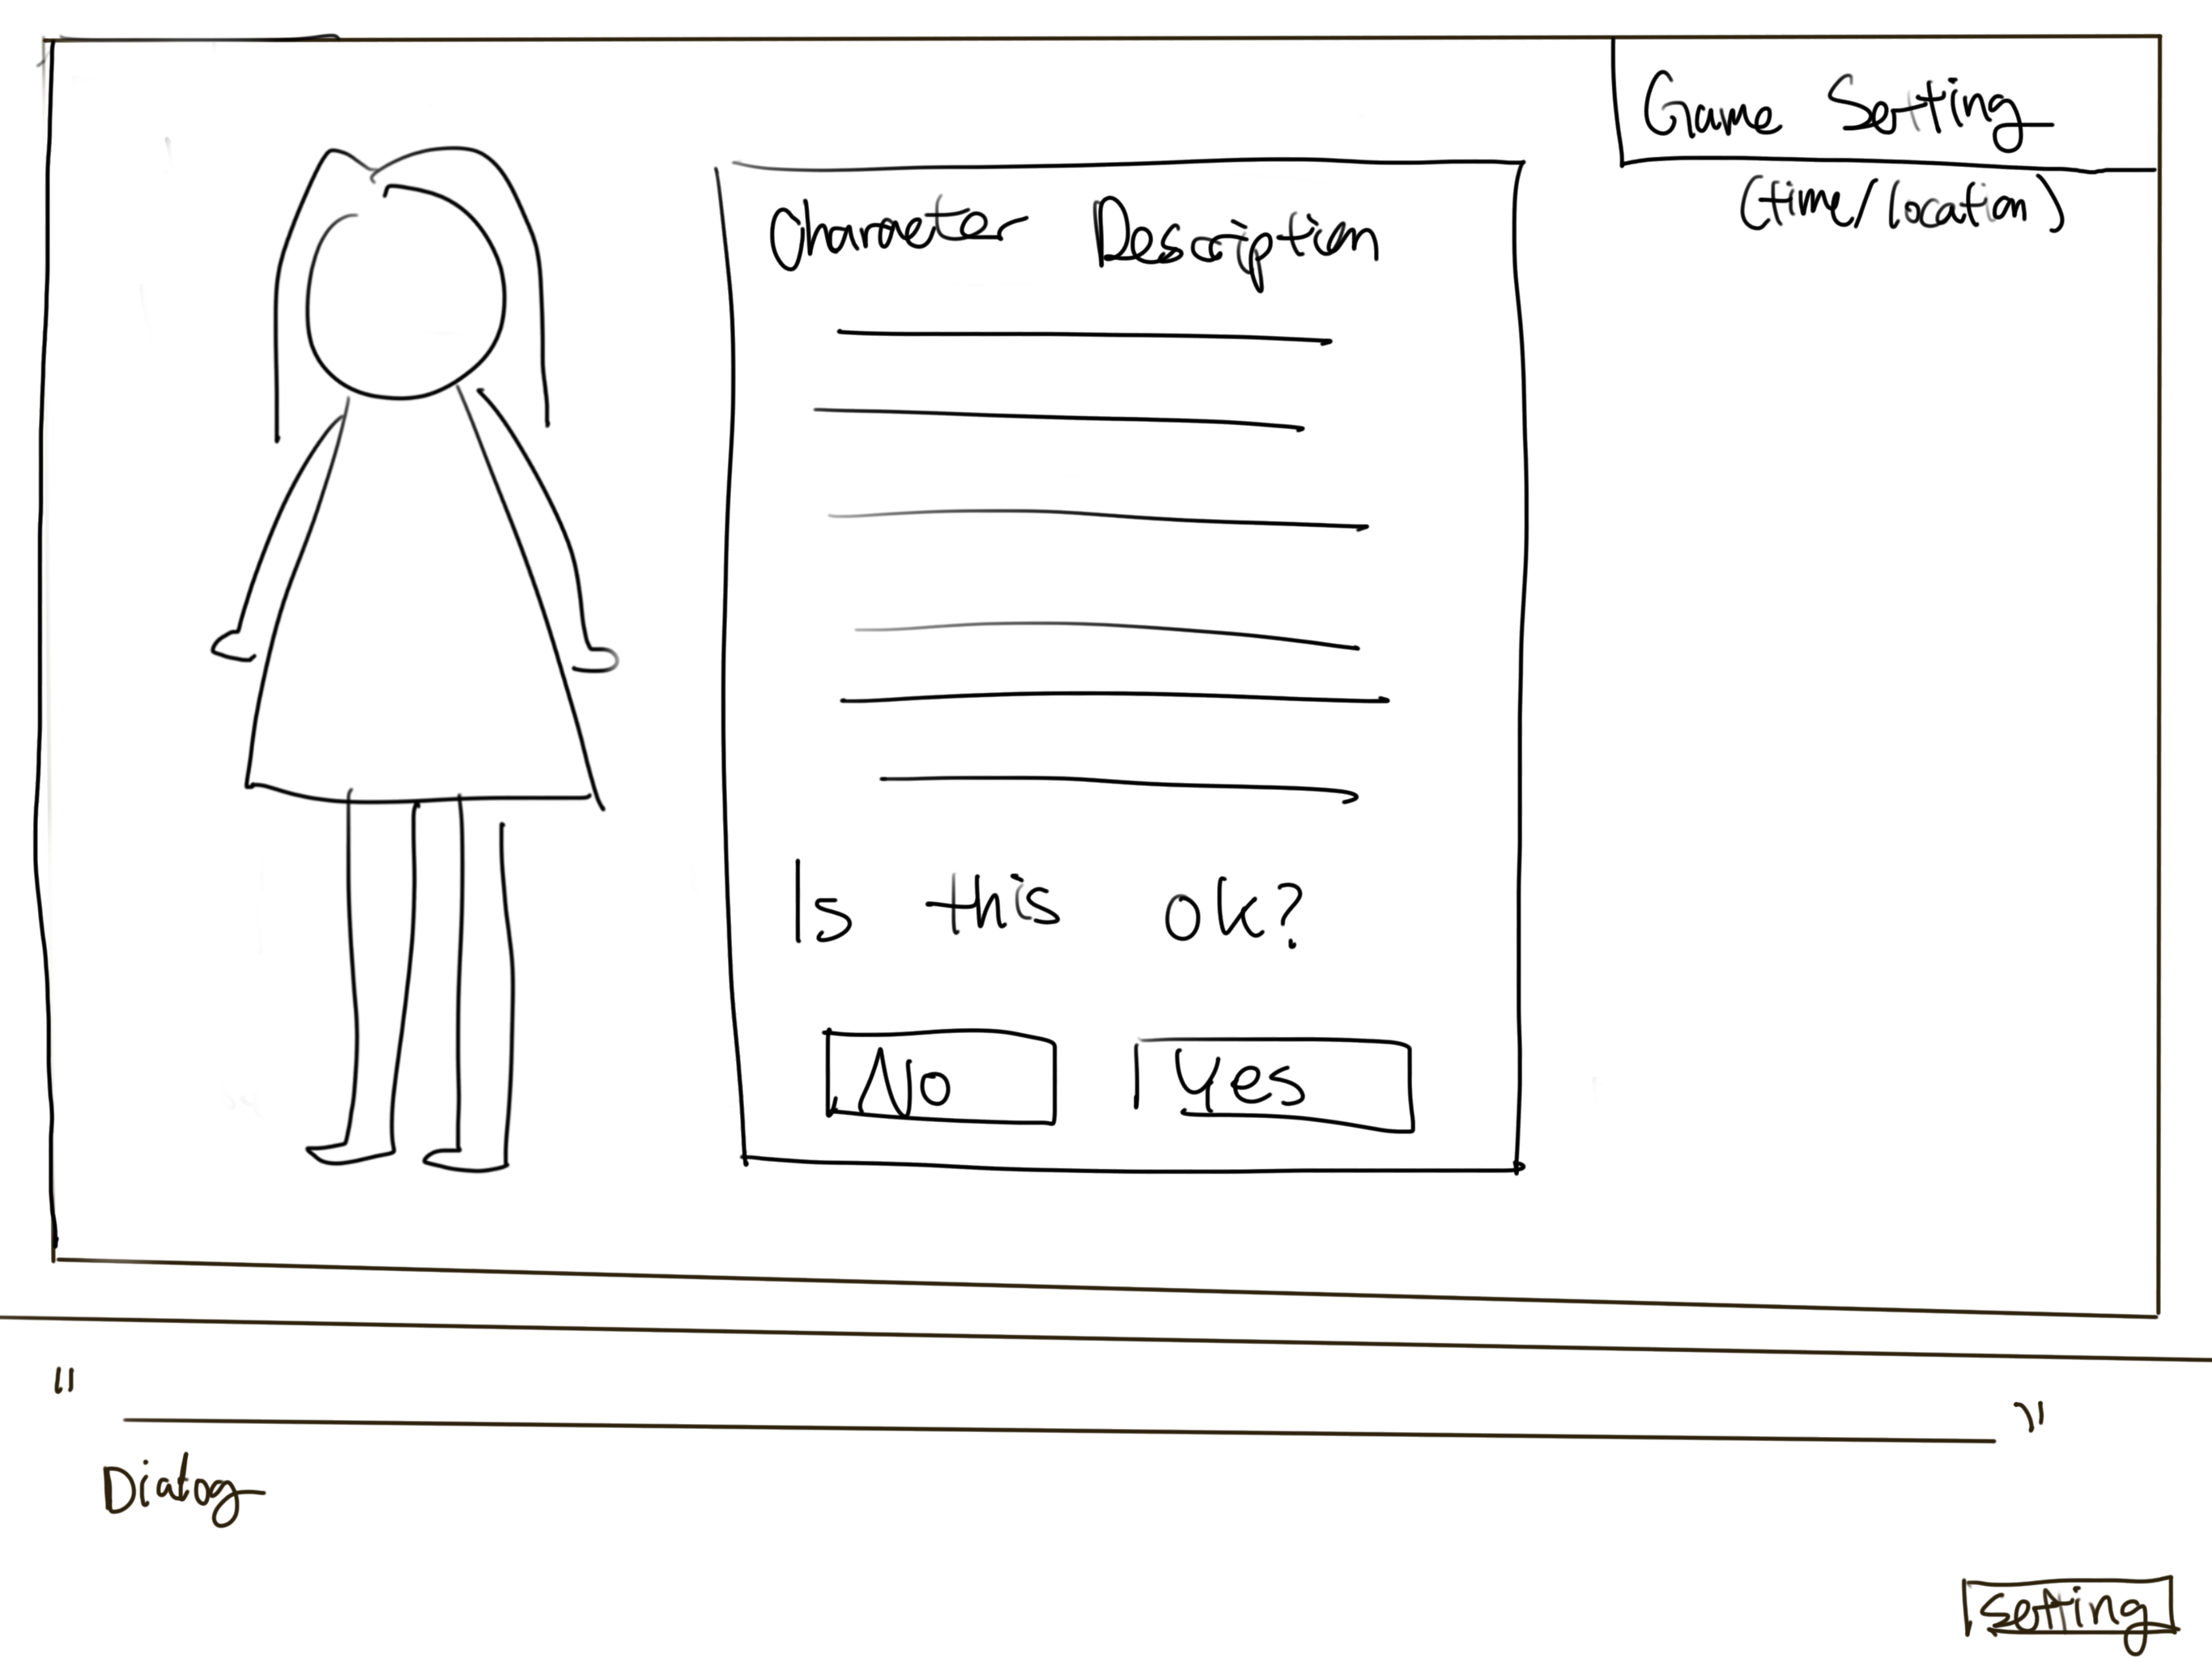 Game Setting
(time/location)
Character Description
Is this ok?
No
Yes
"
"
Dialog
setting